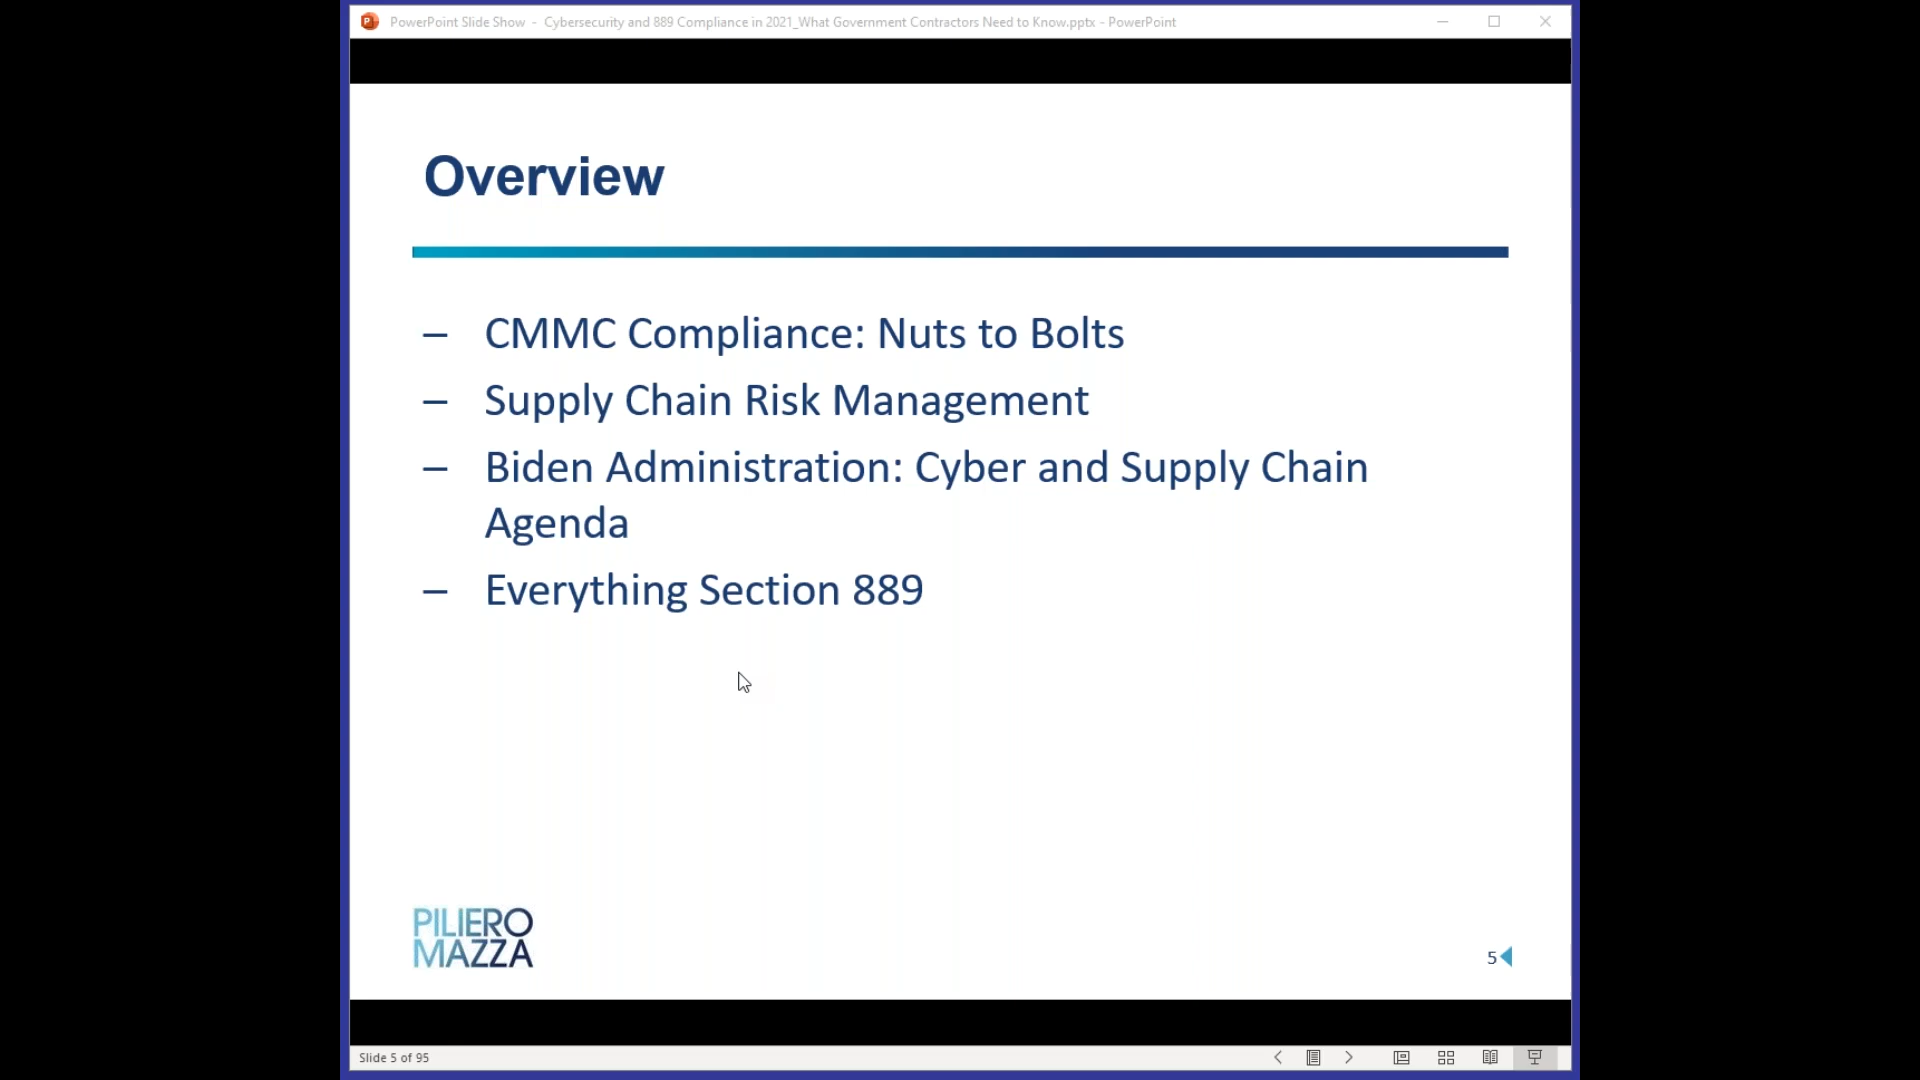 PowerPoint Slide Show - Cybersecurity and 889 Compliance in 2021_What Government Contractors Need to Know.pptx - PowerPoint
Overview
– CMMC Compliance: Nuts to Bolts
– Supply Chain Risk Management
– Biden Administration: Cyber and Supply Chain
Agenda
– Everything Section 889
PILIERO
MAZZA
5
Slide 5 of 95